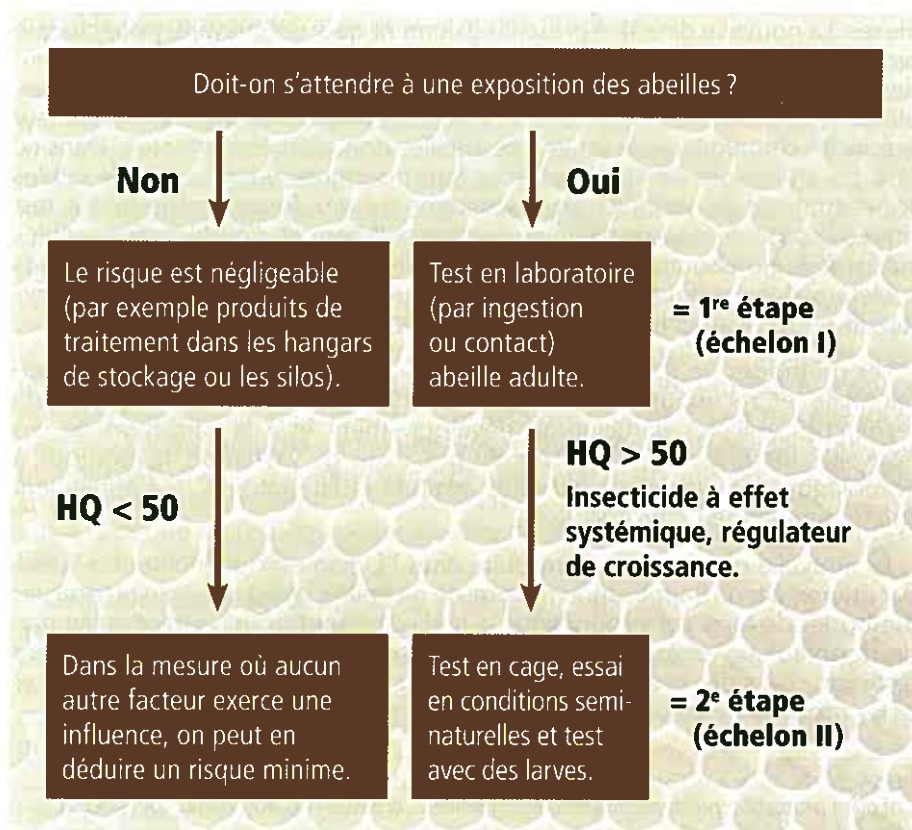 Doit-on s'attendre à une exposition des abeilles ?
Non
Oui
Le risque est négligeable
(par exemple produits de
traitement dans les hangars
de stockage ou les silos).
Test en laboratoire
(par ingestion
ou contact)
abeille adulte.
= 1re étape
(échelon I)
HQ < 50
HQ > 50
Insecticide à effet
systémique, régulateur
de croissance.
Dans la mesure où aucun
autre facteur exerce une
influence, on peut en
déduire un risque minime.
Test en cage, essai
en conditions semi-
naturelles et test
avec des larves.
= 2e étape
(échelon II)